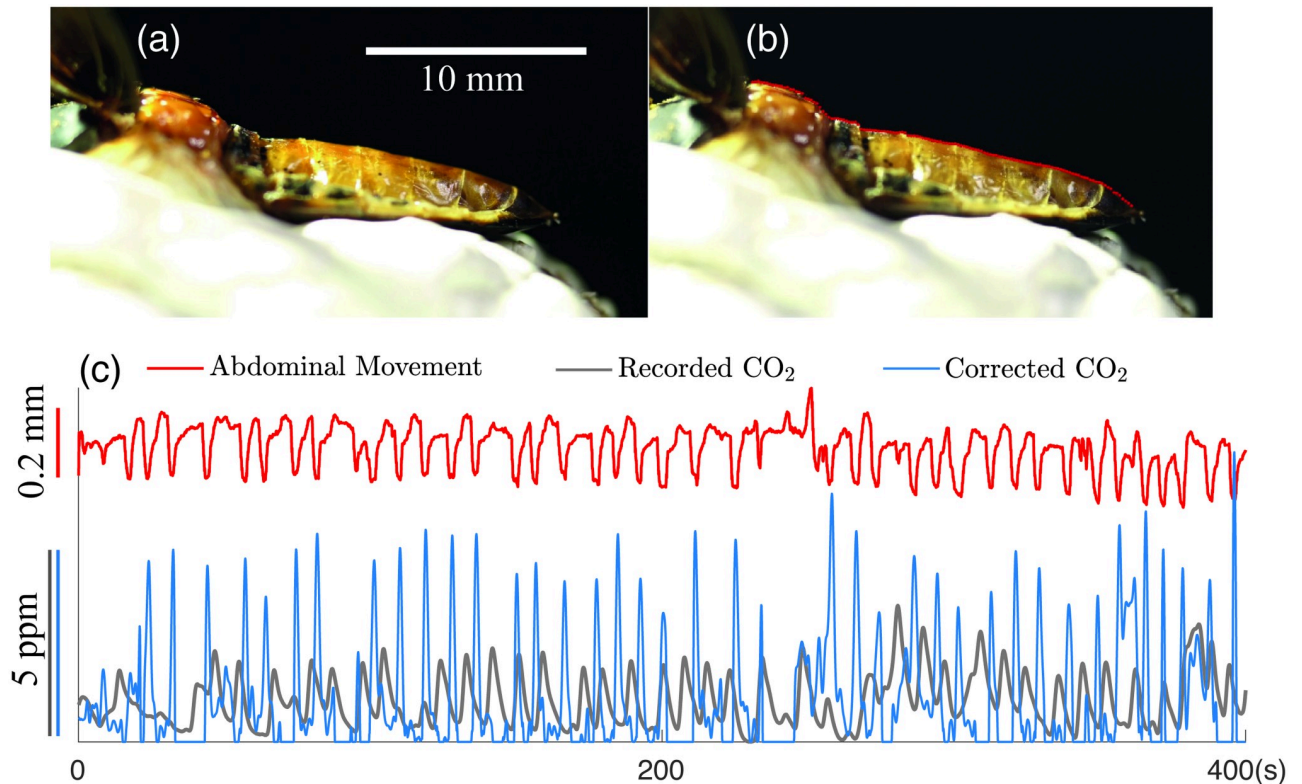 (a)
(b)
10 mm
(c)
Abdominal Movement
Recorded CO₂
Corrected CO₂
0.2 mm
5 ppm
0
200
400(s)